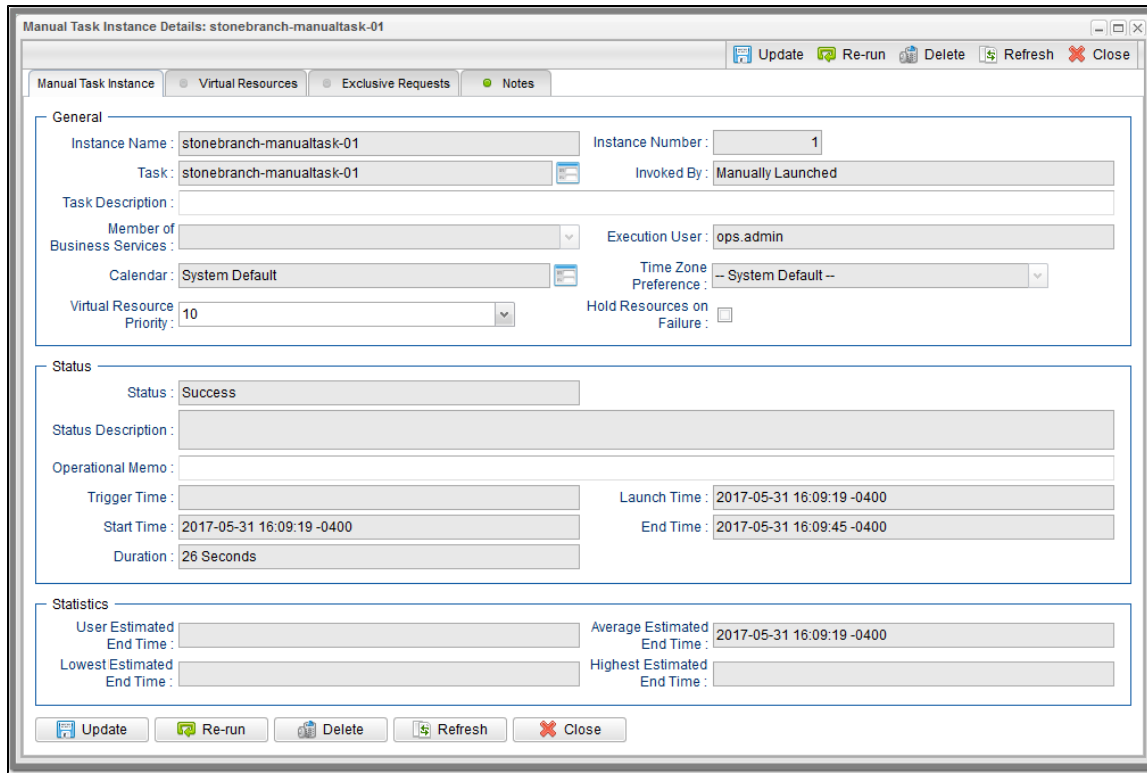 Manual Task Instance Details: stonebranch-manualtask-01
Update Re-run Delete Refresh Close
Manual Task Instance Virtual Resources Exclusive Requests Notes
General
Instance Name : stonebranch-manualtask-01 Instance Number : 1
Task : stonebranch-manualtask-01 Invoked By : Manually Launched
Task Description :
Member of
Business Services : Execution User : ops.admin
Calendar : System Default Time Zone
Preference : -- System Default --
Virtual Resource
Priority : 10 Hold Resources on
Failure :
Status
Status : Success
Status Description :
Operational Memo :
Trigger Time : Launch Time : 2017-05-31 16:09:19 -0400
Start Time : 2017-05-31 16:09:19 -0400 End Time : 2017-05-31 16:09:45 -0400
Duration : 26 Seconds
Statistics
User Estimated
End Time : Average Estimated
End Time : 2017-05-31 16:09:19 -0400
Lowest Estimated
End Time : Highest Estimated
End Time :
Update Re-run Delete Refresh Close